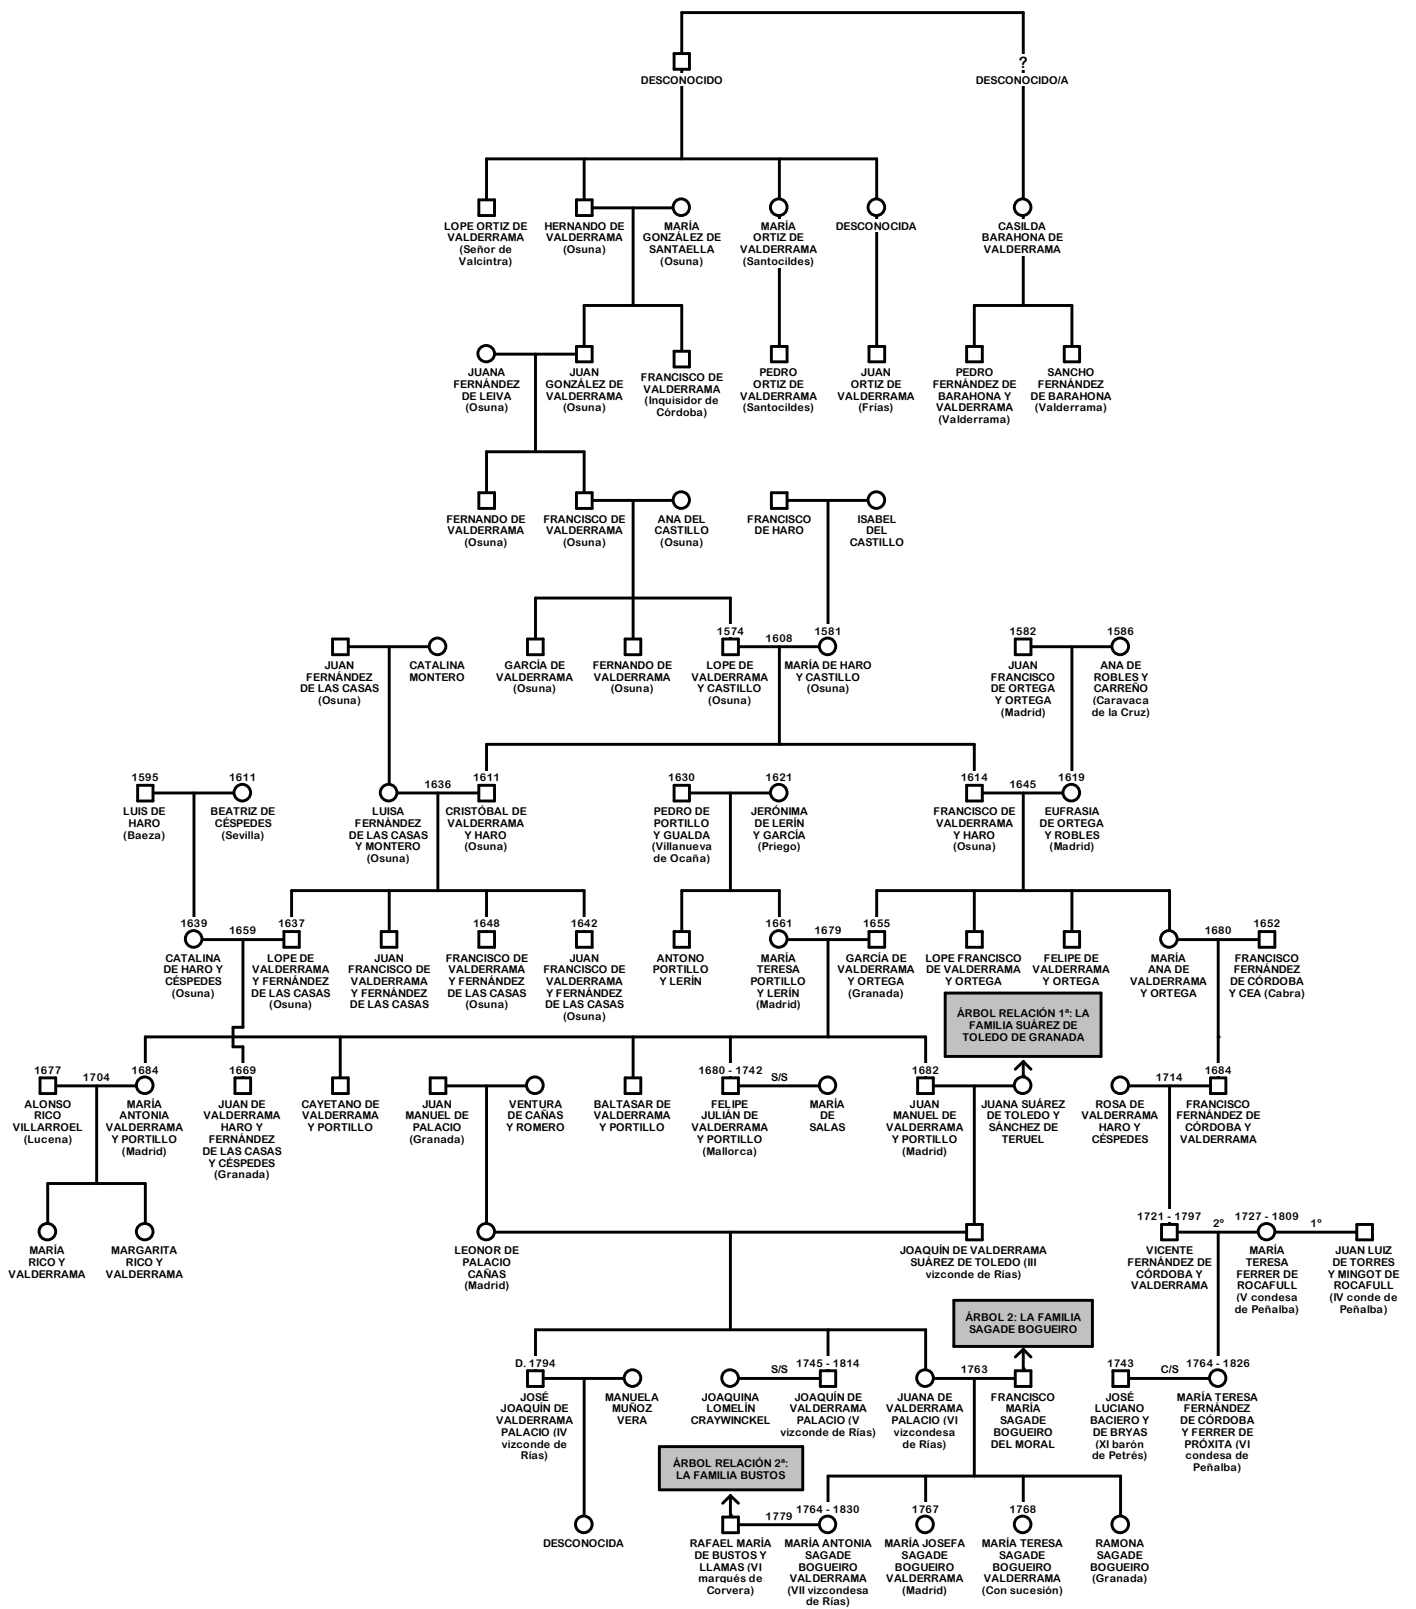 ?
DESCONOCIDO
DESCONOCIDO/A
LOPE ORTIZ DE
VALDERRAMA
(Señor de
Valcintra)
HERNANDO DE
VALDERRAMA
(Osuna)
MARÍA
GONZÁLEZ DE
SANTAELLA
(Osuna)
MARÍA
ORTIZ DE
VALDERRAMA
(Santocildes)
DESCONOCIDA
CASILDA
BARAHONA DE
VALDERRAMA
JUANA
FERNÁNDEZ
DE LEIVA
(Osuna)
JUAN
GONZÁLEZ DE
VALDERRAMA
(Osuna)
FRANCISCO DE
VALDERRAMA
(Inquisidor de
Córdoba)
PEDRO
ORTIZ DE
VALDERRAMA
(Santocildes)
JUAN
ORTIZ DE
VALDERRAMA
(Frías)
PEDRO
FERNÁNDEZ DE
BARAHONA Y
VALDERRAMA
(Valderrama)
SANCHO
FERNÁNDEZ
DE BARAHONA
(Valderrama)
FERNANDO DE
VALDERRAMA
(Osuna)
FRANCISCO DE
VALDERRAMA
(Osuna)
ANA DEL
CASTILLO
(Osuna)
FRANCISCO
DE HARO
ISABEL
DEL
CASTILLO
JUAN
FERNÁNDEZ
DE LAS CASAS
(Osuna)
CATALINA
MONTERO
GARCÍA DE
VALDERRAMA
(Osuna)
FERNANDO DE
VALDERRAMA
(Osuna)
1574
LOPE DE
VALDERRAMA
Y CASTILLO
(Osuna)
1608
1581
MARÍA DE HARO
Y CASTILLO
(Osuna)
1582
JUAN
FRANCISCO
DE ORTEGA
Y ORTEGA
(Madrid)
1586
ANA DE
ROBLES Y
CARREÑO
(Caravaca
de la Cruz)
1595
LUIS DE
HARO
(Baeza)
1611
BEATRIZ DE
CÉSPEDES
(Sevilla)
LUISA
FERNÁNDEZ
DE LAS CASAS
Y MONTERO
(Osuna)
1636
1611
CRISTÓBAL DE
VALDERRAMA
Y HARO
(Osuna)
1630
PEDRO DE
PORTILLO
Y GUALDA
(Villanueva
de Ocaña)
1621
JERÓNIMA
DE LERÍN
Y GARCÍA
(Priego)
1614
FRANCISCO DE
VALDERRAMA
Y HARO
(Osuna)
1645
1619
EUFRASIA
DE ORTEGA
Y ROBLES
(Madrid)
1639
CATALINA
DE HARO Y
CÉSPEDES
(Osuna)
1659
1637
LOPE DE
VALDERRAMA
Y FERNÁNDEZ
DE LAS CASAS
(Osuna)
JUAN
FRANCISCO DE
VALDERRAMA
Y FERNÁNDEZ
DE LAS CASAS
1648
FRANCISCO DE
VALDERRAMA
Y FERNÁNDEZ
DE LAS CASAS
(Osuna)
1642
JUAN
FRANCISCO DE
VALDERRAMA
Y FERNÁNDEZ
DE LAS CASAS
(Osuna)
ANTONO
PORTILLO
Y LERÍN
1661
MARÍA
TERESA
PORTILLO
Y LERÍN
(Madrid)
1679
1655
GARCÍA DE
VALDERRAMA
Y ORTEGA
(Granada)
LOPE FRANCISCO
DE VALDERRAMA
Y ORTEGA
FELIPE DE
VALDERRAMA
Y ORTEGA
MARÍA
ANA DE
VALDERRAMA
Y ORTEGA
1680
1652
FRANCISCO
FERNÁNDEZ
DE CÓRDOBA
Y CEA (Cabra)
ÁRBOL RELACIÓN 1ª: LA
FAMILIA SUÁREZ DE
TOLEDO DE GRANADA
1677
ALONSO
RICO
VILLARROEL
(Lucena)
1704
1684
MARÍA
ANTONIA
VALDERRAMA
Y PORTILLO
(Madrid)
1669
JUAN DE
VALDERRAMA
HARO Y
FERNÁNDEZ
DE LAS CASAS
Y CÉSPEDES
(Granada)
CAYETANO DE
VALDERRAMA
Y PORTILLO
JUAN
MANUEL DE
PALACIO
(Granada)
VENTURA
DE CAÑAS
Y ROMERO
BALTASAR DE
VALDERRAMA
Y PORTILLO
1680 - 1742
FELIPE
JULIÁN DE
VALDERRAMA
Y PORTILLO
(Mallorca)
S/S
MARÍA
DE
SALAS
1682
JUAN
MANUEL DE
VALDERRAMA
Y PORTILLO
(Madrid)
JUANA SUÁREZ
DE TOLEDO Y
SÁNCHEZ DE
TERUEL
ROSA DE
VALDERRAMA
HARO Y
CÉSPEDES
1714
1684
FRANCISCO
FERNÁNDEZ DE
CÓRDOBA Y
VALDERRAMA
MARÍA
RICO Y
VALDERRAMA
MARGARITA
RICO Y
VALDERRAMA
LEONOR DE
PALACIO
CAÑAS
(Madrid)
JOAQUÍN DE VALDERRAMA
SUÁREZ DE TOLEDO (III
vizconde de Rías)
1721 - 1797
VICENTE
FERNÁNDEZ DE
CÓRDOBA Y
VALDERRAMA
2º
1727 - 1809
MARÍA
TERESA
FERRER DE
ROCAFULL
(V condesa
de Peñalba)
1º
JUAN LUIZ
DE TORRES
Y MINGOT DE
ROCAFULL
(IV conde de
Peñalba)
ÁRBOL 2: LA FAMILIA
SAGADE BOGUEIRO
D. 1794
JOSÉ
JOAQUÍN DE
VALDERRAMA
PALACIO (IV
vizconde de
Rías)
MANUELA
MUÑOZ
VERA
JOAQUINA
LOMELÍN
CRAYWINCKEL
S/S
1745 - 1814
JOAQUÍN DE
VALDERRAMA
PALACIO (V
vizconde de Rías)
JUANA DE
VALDERRAMA
PALACIO (VI
vizcondesa
de Rías)
1763
FRANCISCO
MARÍA
SAGADE
BOGUEIRO
DEL MORAL
1743
JOSÉ
LUCIANO
BACIERO Y
DE BRYAS
(XI barón
de Petrés)
C/S
1764 - 1826
MARÍA TERESA
FERNÁNDEZ
DE CÓRDOBA
Y FERRER DE
PRÓXITA (VI
condesa de
Peñalba)
ÁRBOL RELACIÓN 2ª:
LA FAMILIA BUSTOS
DESCONOCIDA
RAFAEL MARÍA
DE BUSTOS Y
LLAMAS (VI
marqués de
Corvera)
1779
1764 - 1830
MARÍA ANTONIA
SAGADE
BOGUEIRO
VALDERRAMA
(VII vizcondesa
de Rías)
1767
MARÍA JOSEFA
SAGADE
BOGUEIRO
VALDERRAMA
(Madrid)
1768
MARÍA TERESA
SAGADE
BOGUEIRO
VALDERRAMA
(Con sucesión)
RAMONA
SAGADE
BOGUEIRO
(Granada)